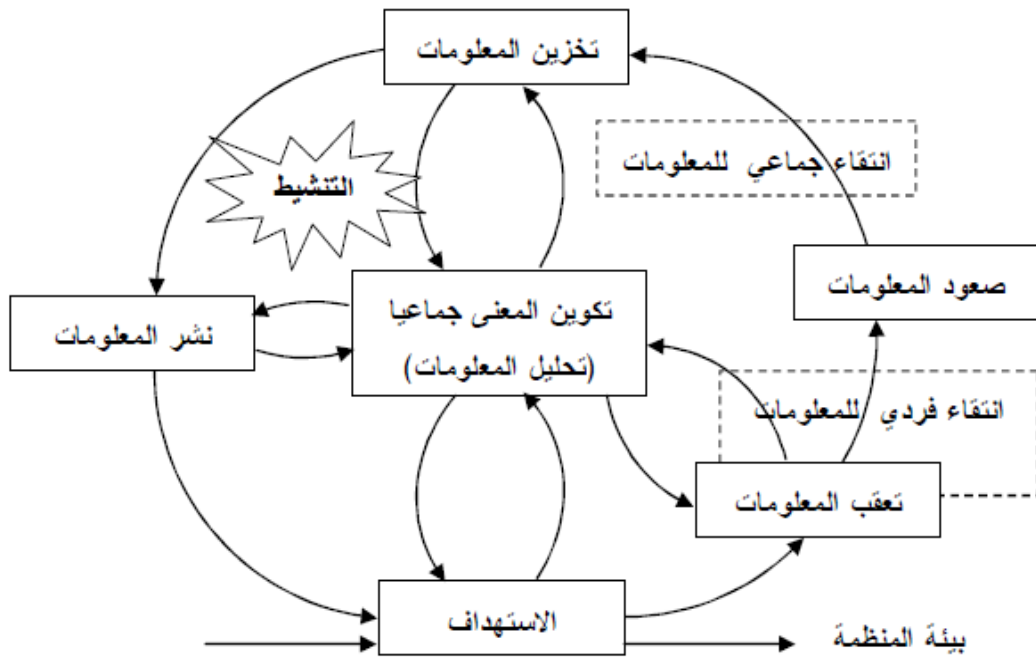 تخزين المعلومات
انتقاء جماعي للمعلومات
التنشيط
صعود المعلومات
تكوين المعنى جماعيا
(تحليل المعلومات)
نشر المعلومات
انتقاء فردي للمعلومات
تعقب المعلومات
الاستهداف
بيئة المنظمة